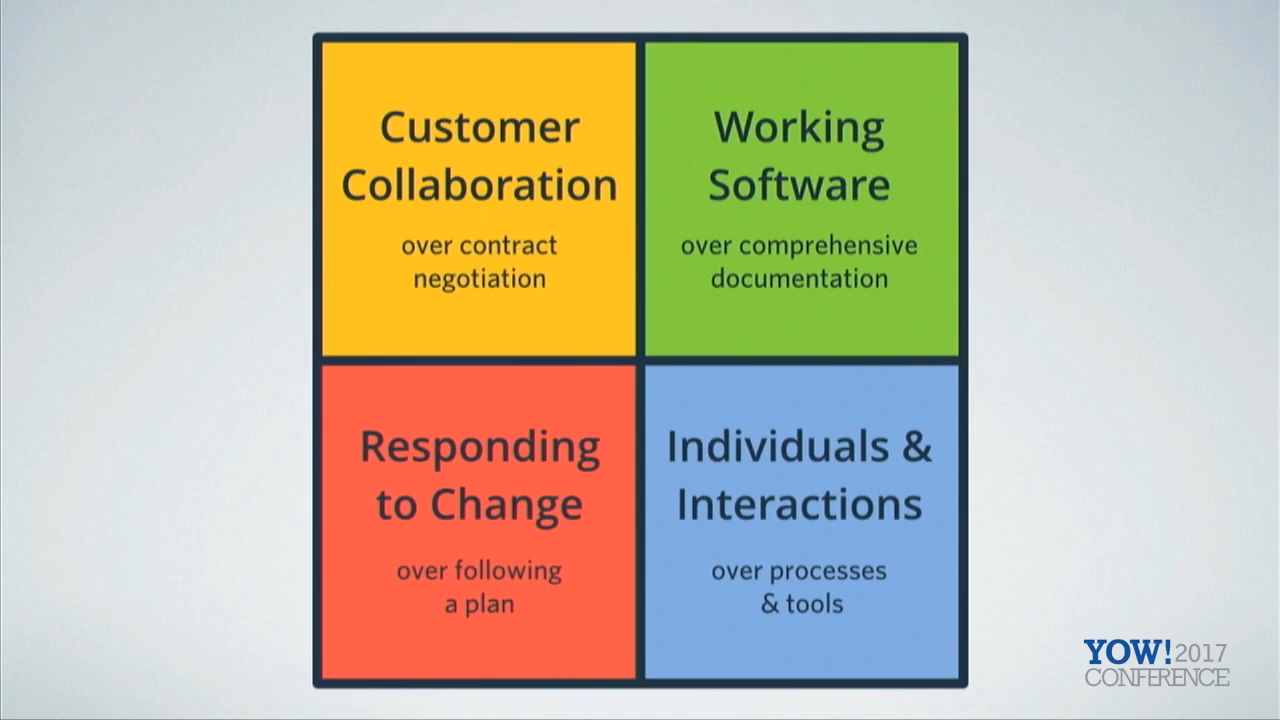 Customer
Collaboration
over contract
negotiation
Working
Software
over comprehensive
documentation
Responding
to Change
over following
a plan
Individuals &
Interactions
over processes
& tools
YOW! 2017
CONFERENCE